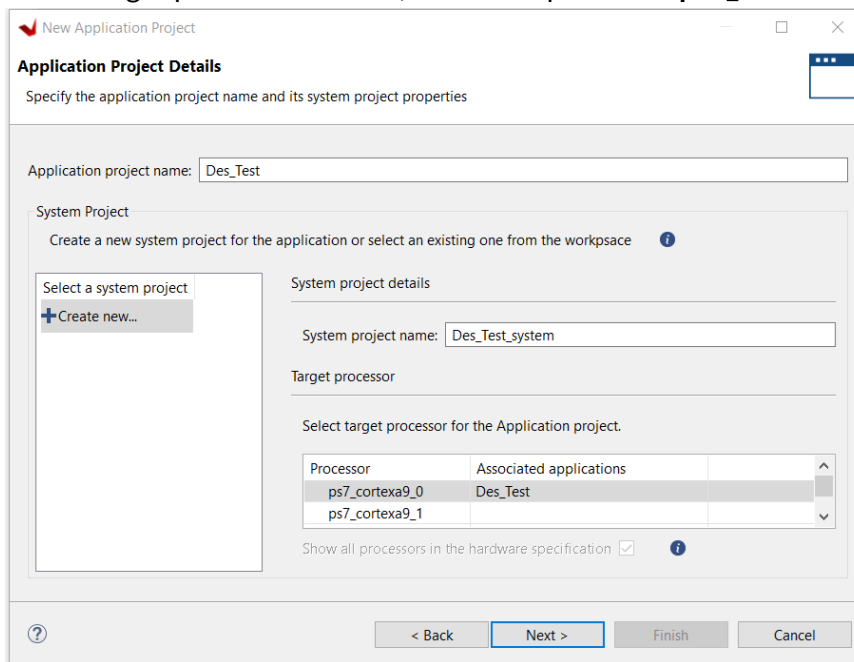 New Application Project
Application Project Details
Specify the application project name and its system project properties
Application project name: Des_Test
System Project
Create a new system project for the application or select an existing one from the workpsace
Select a system project
Create new...
System project details
System project name: Des_Test_system
Target processor
Select target processor for the Application project.
Processor Associated applications
ps7_cortexa9_0 Des_Test
ps7_cortexa9_1
Show all processors in the hardware specification
< Back Next > Finish Cancel